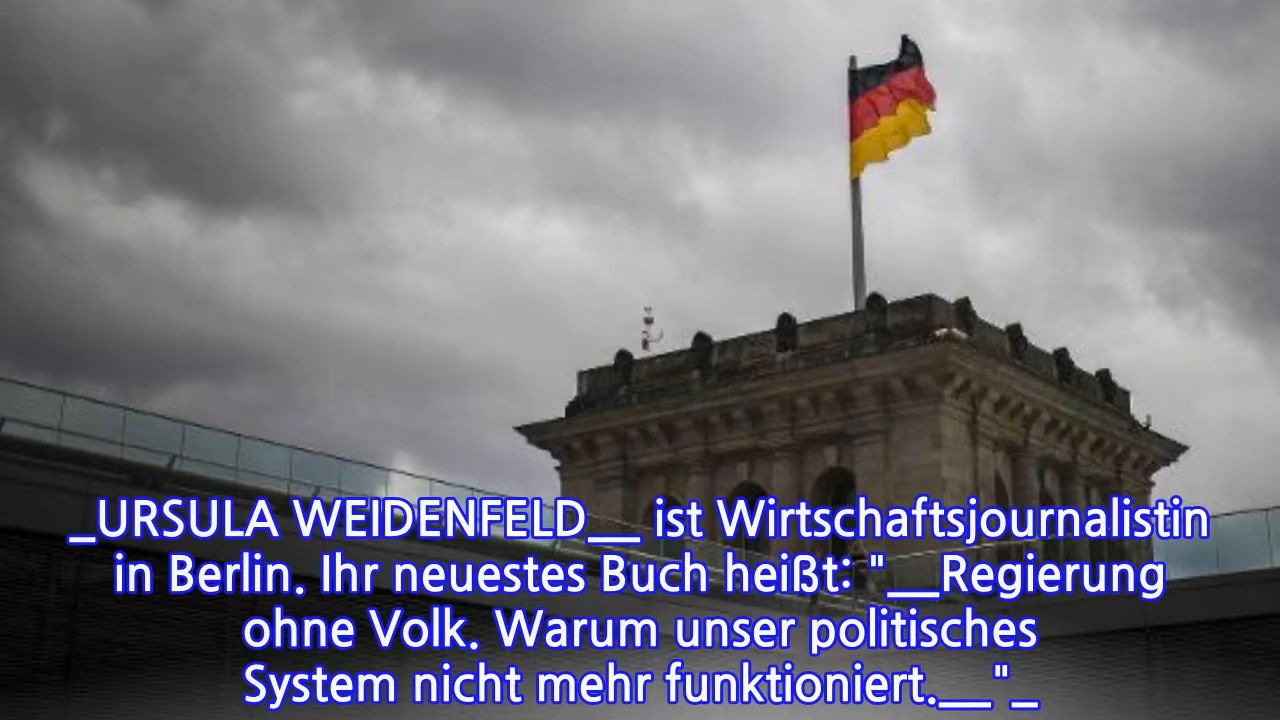 _URSULA WEIDENFELD__ ist Wirtschaftsjournalistin
in Berlin. Ihr neuestes Buch heißt: "__Regierung
ohne Volk. Warum unser politisches
System nicht mehr funktioniert.__"_